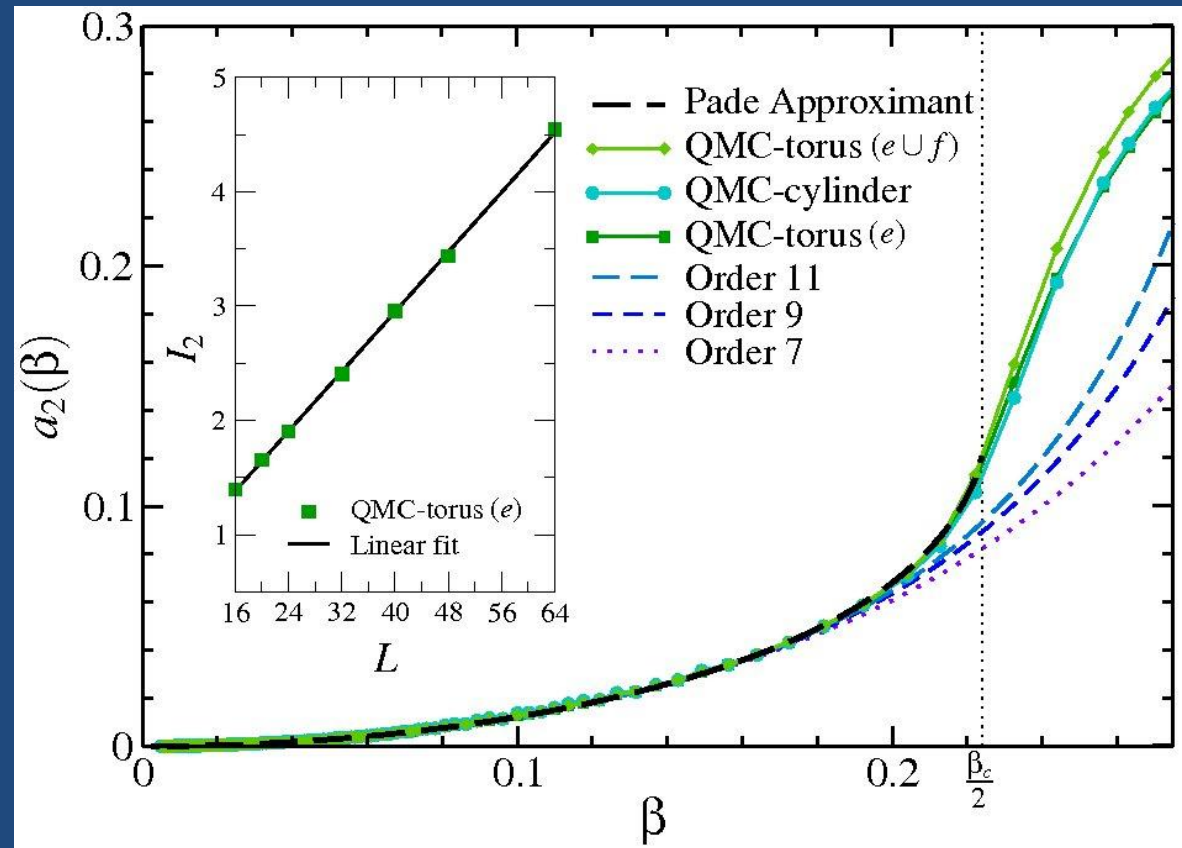 0.3
0.2
0.1
0
a₂(β)
0
0.1
0.2
β_c/2
β
5
4
3
2
1
I₂
16 24 32 40 48 56 64
L
QMC-torus (e)
Linear fit
Pade Approximant
QMC-torus (e ∪ f)
QMC-cylinder
QMC-torus (e)
Order 11
Order 9
Order 7